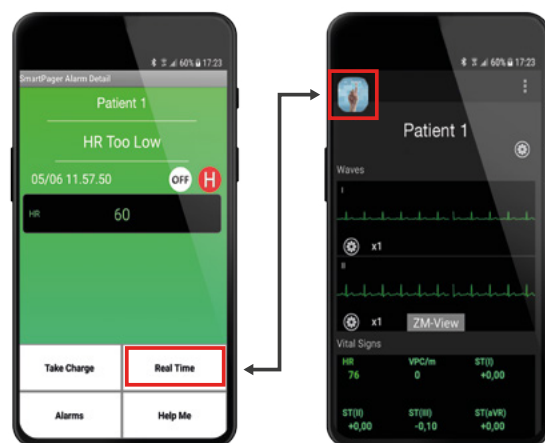 60% 17:23
SmartPager Alarm Detail
Patient 1
HR Too Low
05/06 11.57.50 OFF H
HR 60
Take Charge Real Time
Alarms Help Me
60% 17:23
Patient 1
Waves
I
x1
II
x1 ZM-View
Vital Signs
HR VPC/m ST(I)
76 0 +0,00
ST(II) ST(III) ST(aVR)
+0,00 -0,10 +0,00